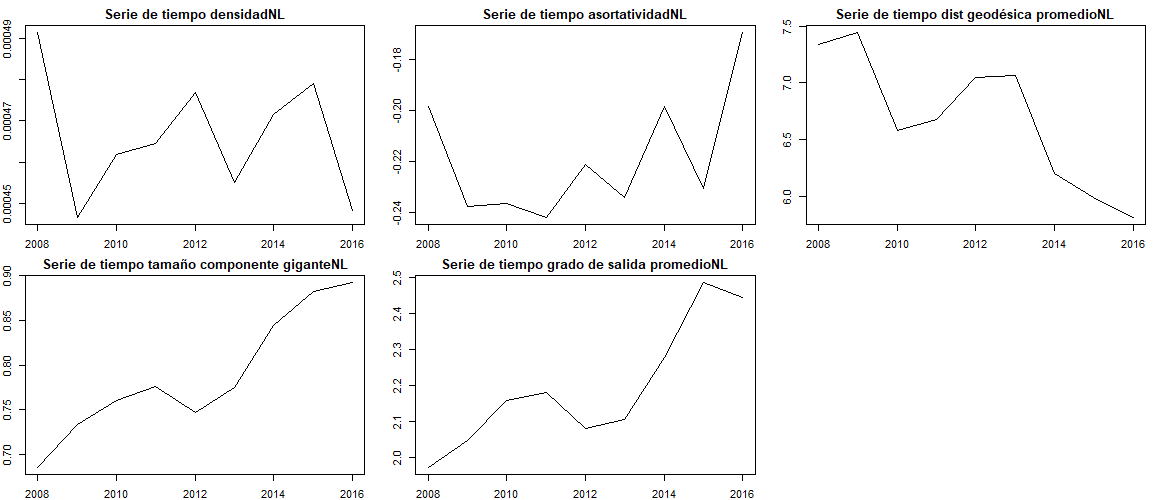 Serie de tiempo densidadNL
0.00049
0.00047
0.00045
2008 2010 2012 2014 2016
Serie de tiempo asortatividadNL
-0.18
-0.20
-0.22
-0.24
2008 2010 2012 2014 2016
Serie de tiempo dist geodésica promedioNL
7.5
7.0
6.5
6.0
2008 2010 2012 2014 2016
Serie de tiempo tamaño componente giganteNL
0.90
0.85
0.80
0.75
0.70
2008 2010 2012 2014 2016
Serie de tiempo grado de salida promedioNL
2.5
2.4
2.3
2.2
2.1
2.0
2008 2010 2012 2014 2016